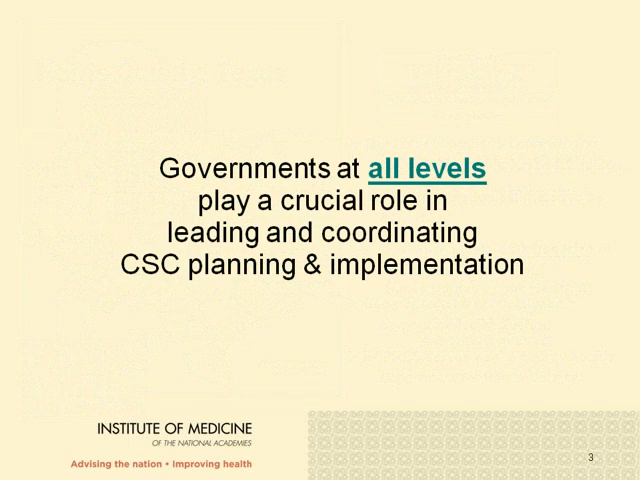 Governments at all levels
play a crucial role in
leading and coordinating
CSC planning & implementation
INSTITUTE OF MEDICINE
OF THE NATIONAL ACADEMIES
Advising the nation • Improving health
3